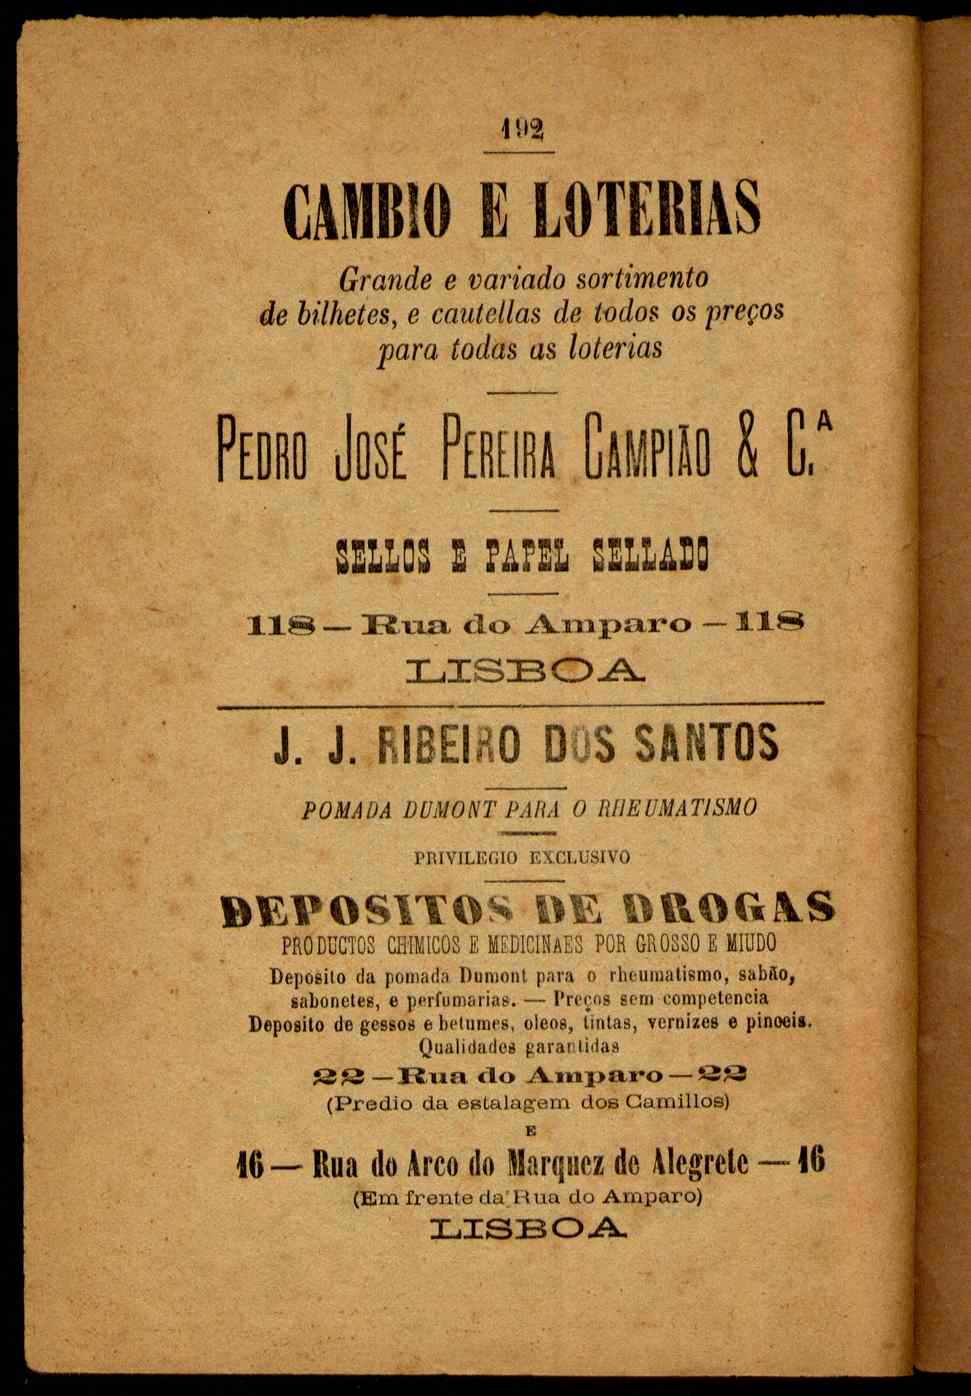 192
CAMBIO E LOTERIAS
Grande e variado sortimento
de bilhetes, e cautellas de todos os preços
para todas as loterias
PEDRO JOSÉ PEREIRA CAMPIÃO & C.ᴬ
SELLOS E PAPEL SELLADO
118 — Rua do Amparo — 118
LISBOA
J. J. RIBEIRO DOS SANTOS
POMADA DUMONT PARA O RHEUMATISMO
PRIVILEGIO EXCLUSIVO
DEPOSITOS DE DROGAS
PRODUCTOS CHIMICOS E MEDICINAES POR GROSSO E MIUDO
Deposito da pomada Dumont para o rheumatismo, sabão,
sabonetes, e perfumarias. — Preços sem competencia
Deposito de gessos e betumes, oleos, tintas, vernizes e pinceis.
Qualidades garantidas
22 — Rua do Amparo — 22
(Predio da estalagem dos Camillos)
E
16 — Rua do Arco do Marquez de Alegrete — 16
(Em frente da Rua do Amparo)
LISBOA